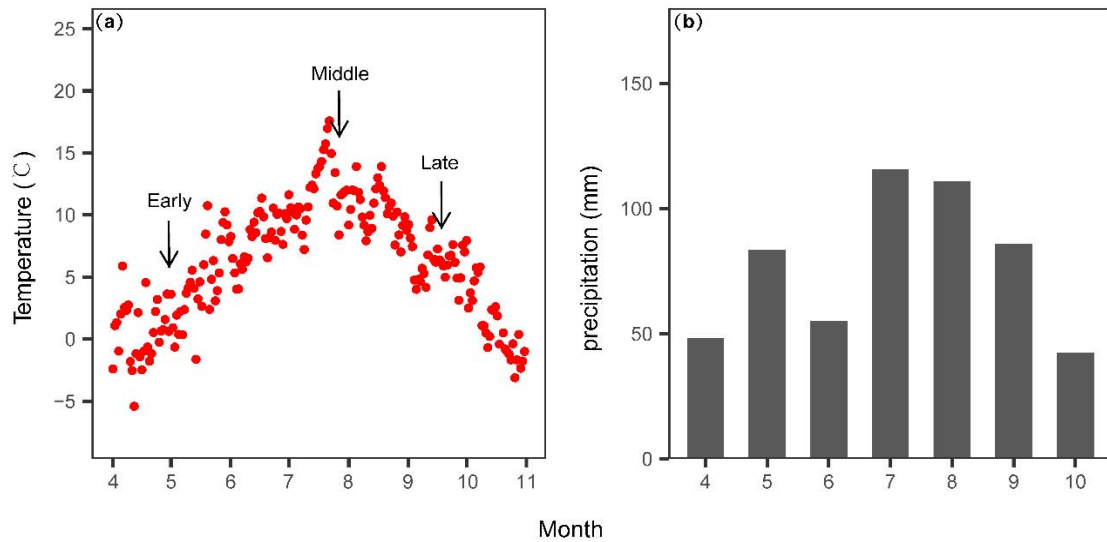 (a)
Temperature (℃)
25
20
15
10
5
0
−5
Early
Middle
Late
4 5 6 7 8 9 10 11
(b)
precipitation (mm)
150
100
50
0
4 5 6 7 8 9 10
Month